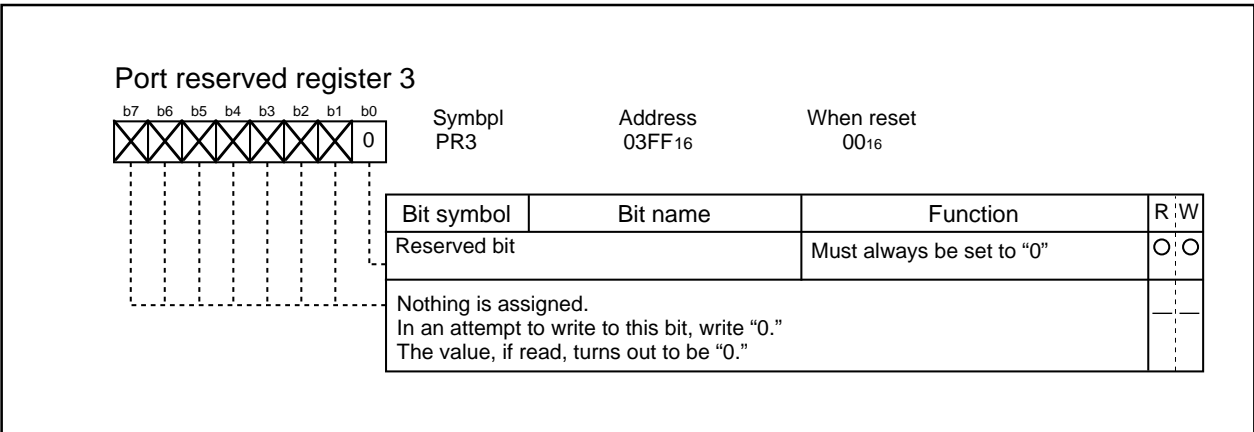 Port reserved register 3
b7 b6 b5 b4 b3 b2 b1 b0
0
Symbpl Address When reset
PR3 03FF16 0016
Bit symbol Bit name Function R W
Reserved bit Must always be set to “0”
Nothing is assigned.
In an attempt to write to this bit, write “0.”
The value, if read, turns out to be “0.”